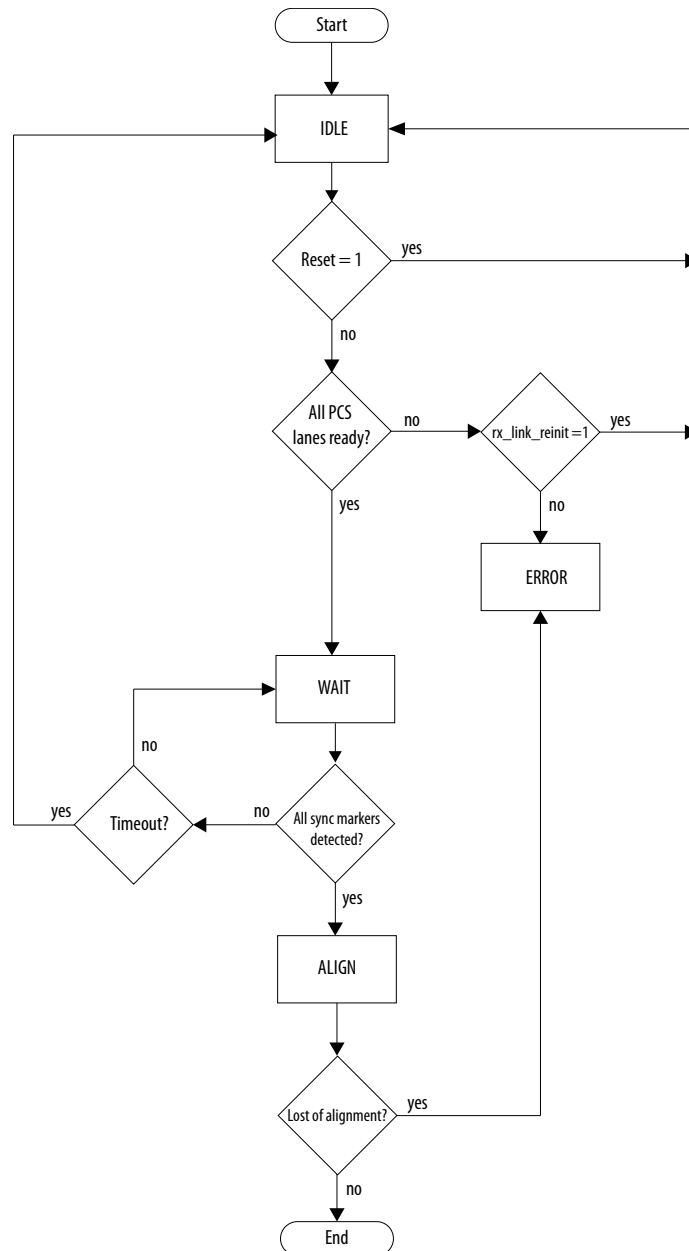 Start
IDLE
Reset = 1
yes
no
All PCS
lanes ready?
no
rx_link_reinit =1
yes
yes
no
ERROR
WAIT
no
yes
Timeout?
no
All sync markers
detected?
yes
ALIGN
Lost of alignment?
yes
no
End